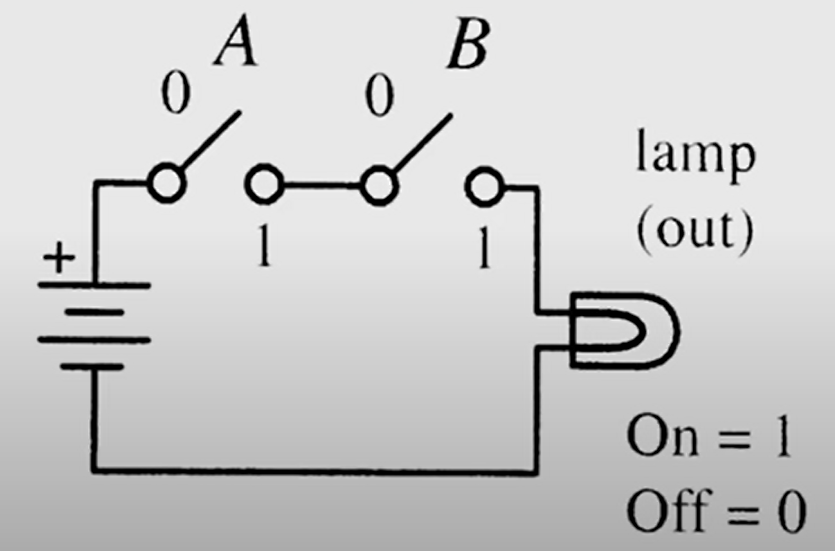 A B
0 0
lamp
(out)
1 1
+
On = 1
Off = 0